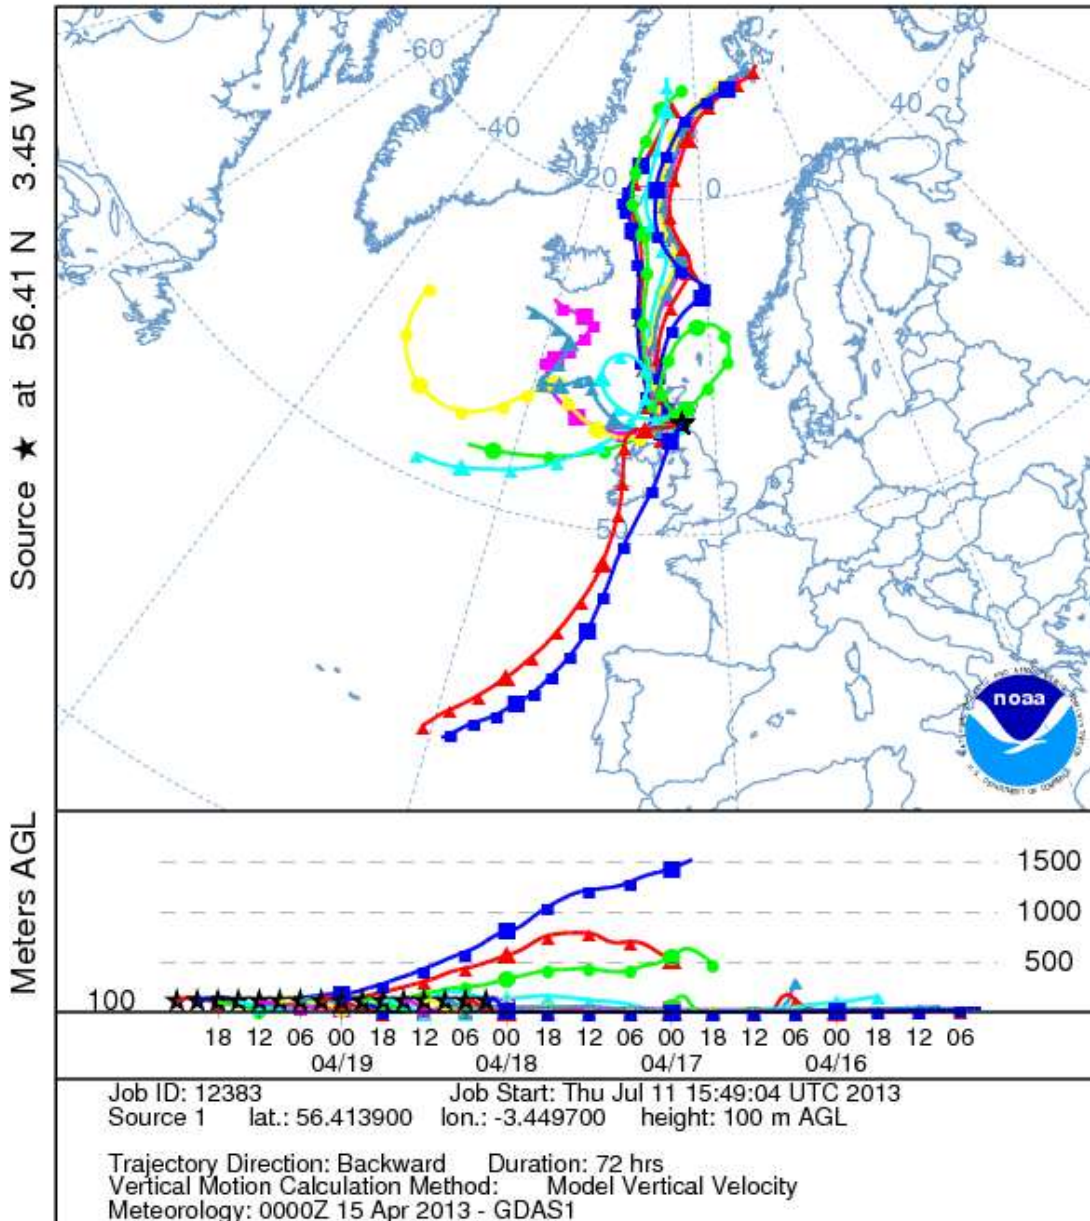 Source ★ at 56.41 N 3.45 W
-60
60
-40
40
-20
0
50
noaa
Meters AGL
1500
1000
500
100
18 12 06 00 18 12 06 00 18 12 06 00 18 12 06 00 18 12 06
04/19 04/18 04/17 04/16
Job ID: 12383 Job Start: Thu Jul 11 15:49:04 UTC 2013
Source 1 lat.: 56.413900 lon.: -3.449700 height: 100 m AGL
Trajectory Direction: Backward Duration: 72 hrs
Vertical Motion Calculation Method: Model Vertical Velocity
Meteorology: 0000Z 15 Apr 2013 - GDAS1